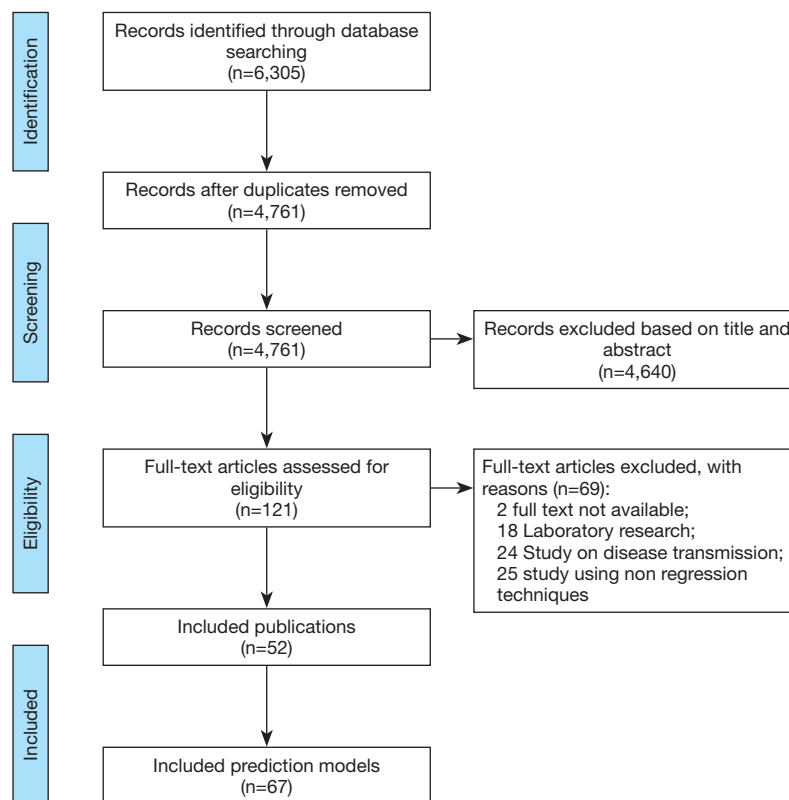 Identification
Records identified through database
searching
(n=6,305)
Records after duplicates removed
(n=4,761)
Screening
Records screened
(n=4,761)
Records excluded based on title and
abstract
(n=4,640)
Eligibility
Full-text articles assessed for
eligibility
(n=121)
Full-text articles excluded, with
reasons (n=69):
2 full text not available;
18 Laboratory research;
24 Study on disease transmission;
25 study using non regression
techniques
Included publications
(n=52)
Included
Included prediction models
(n=67)